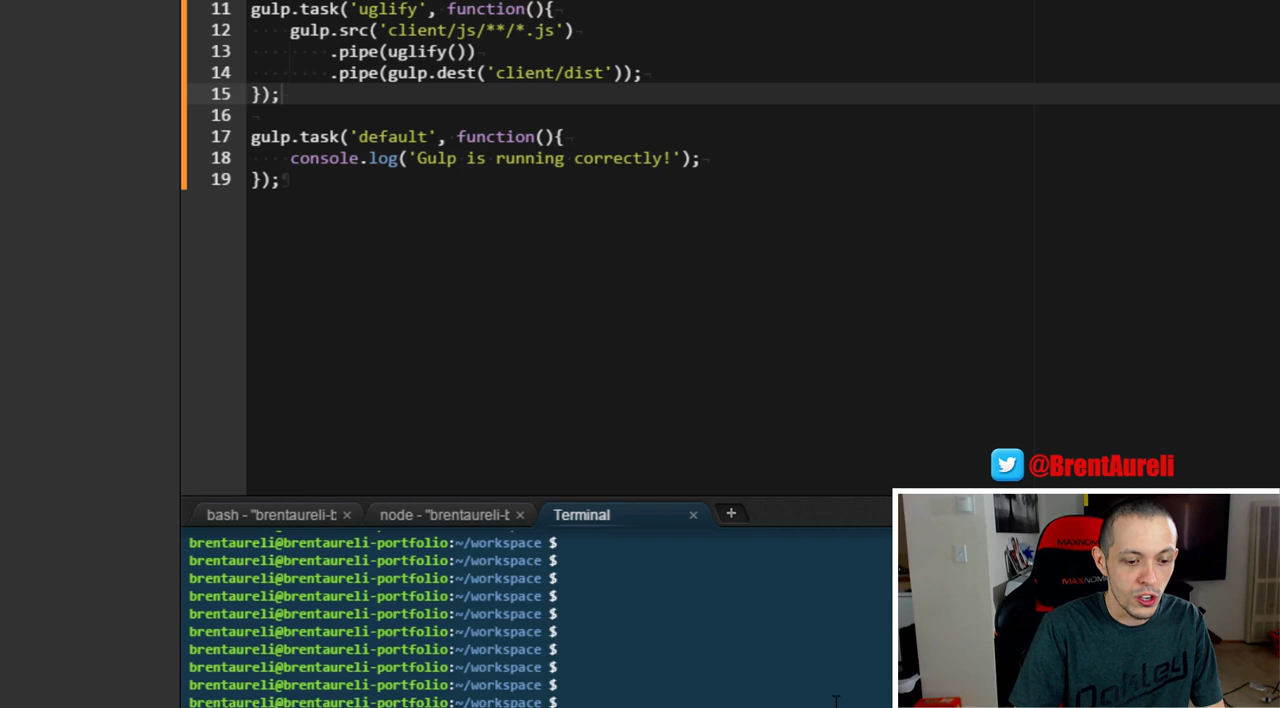 11 gulp.task('uglify', function(){
12 gulp.src('client/js/**/*.js')
13 .pipe(uglify())
14 .pipe(gulp.dest('client/dist'));
15 });
16
17 gulp.task('default', function(){
18 console.log('Gulp is running correctly!');
19 });
@BrentAureli
bash - "brentaureli-t × node - "brentaureli-t × Terminal × +
brentaureli@brentaureli-portfolio:~/workspace $
brentaureli@brentaureli-portfolio:~/workspace $
brentaureli@brentaureli-portfolio:~/workspace $
brentaureli@brentaureli-portfolio:~/workspace $
brentaureli@brentaureli-portfolio:~/workspace $
brentaureli@brentaureli-portfolio:~/workspace $
brentaureli@brentaureli-portfolio:~/workspace $
brentaureli@brentaureli-portfolio:~/workspace $
brentaureli@brentaureli-portfolio:~/workspace $
brentaureli@brentaureli-portfolio:~/workspace $
MAXNOM
MAXNOM
Oakley